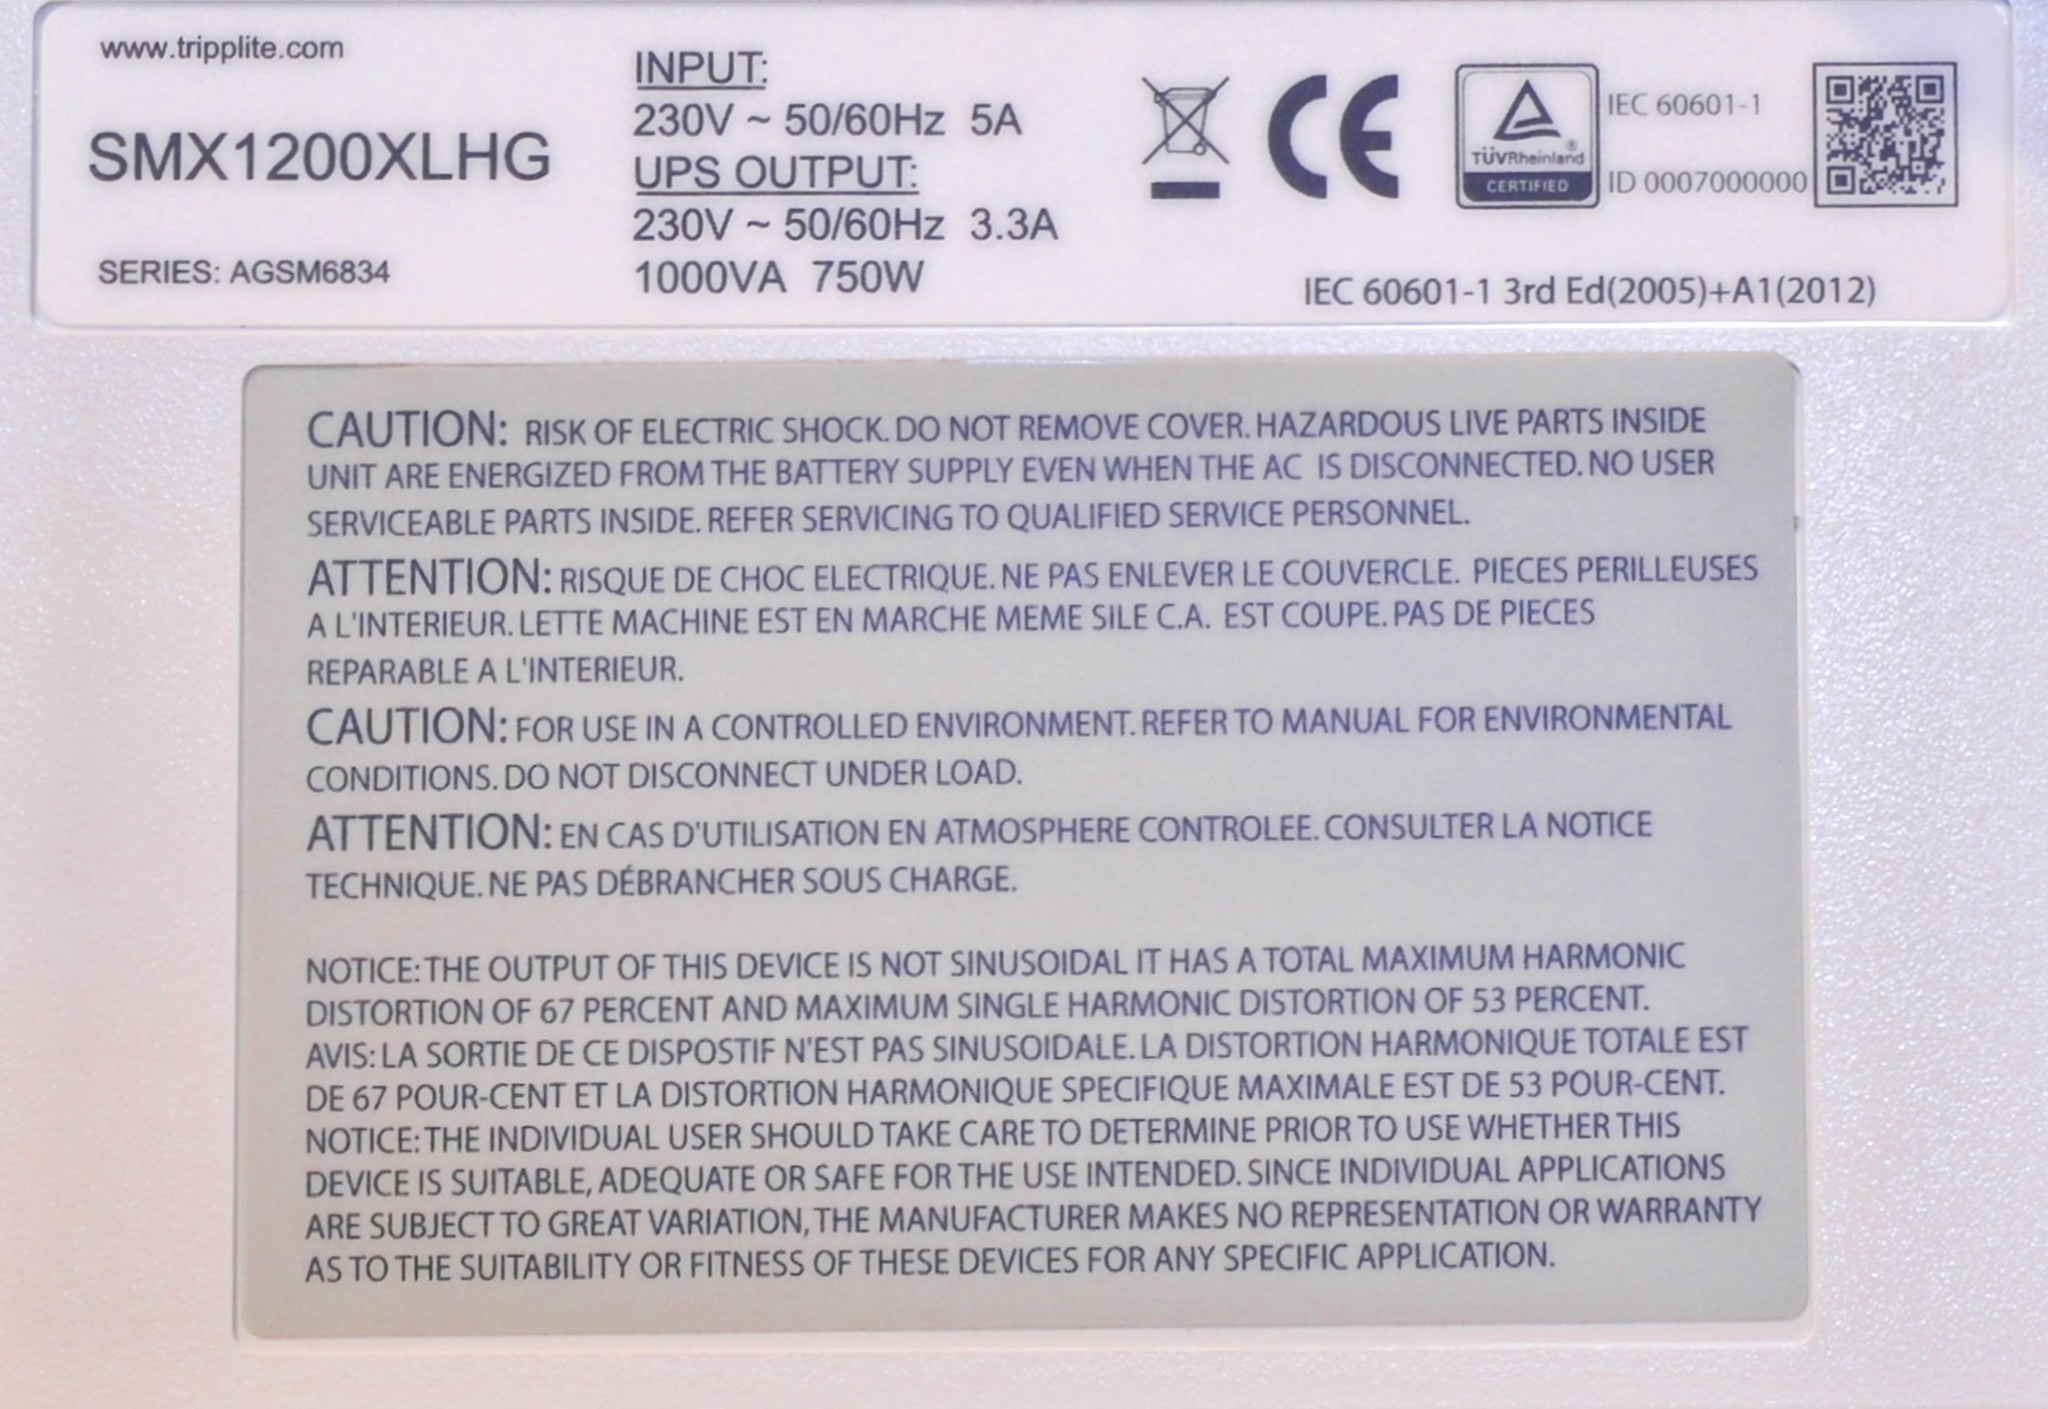 www.tripplite.com
SMX1200XLHG
SERIES: AGSM6834
INPUT:
230V ~ 50/60Hz 5A
UPS OUTPUT:
230V ~ 50/60Hz 3.3A
1000VA 750W
TÜVRheinland®
CERTIFIED
IEC 60601-1
ID 0007000000
IEC 60601-1 3rd Ed(2005)+A1(2012)
CAUTION: RISK OF ELECTRIC SHOCK. DO NOT REMOVE COVER. HAZARDOUS LIVE PARTS INSIDE
UNIT ARE ENERGIZED FROM THE BATTERY SUPPLY EVEN WHEN THE AC IS DISCONNECTED. NO USER
SERVICEABLE PARTS INSIDE. REFER SERVICING TO QUALIFIED SERVICE PERSONNEL.
ATTENTION: RISQUE DE CHOC ELECTRIQUE. NE PAS ENLEVER LE COUVERCLE. PIECES PERILLEUSES
A L'INTERIEUR. LETTE MACHINE EST EN MARCHE MEME SILE C.A. EST COUPE. PAS DE PIECES
REPARABLE A L'INTERIEUR.
CAUTION: FOR USE IN A CONTROLLED ENVIRONMENT. REFER TO MANUAL FOR ENVIRONMENTAL
CONDITIONS. DO NOT DISCONNECT UNDER LOAD.
ATTENTION: EN CAS D'UTILISATION EN ATMOSPHERE CONTROLEE. CONSULTER LA NOTICE
TECHNIQUE. NE PAS DÉBRANCHER SOUS CHARGE.
NOTICE: THE OUTPUT OF THIS DEVICE IS NOT SINUSOIDAL IT HAS A TOTAL MAXIMUM HARMONIC
DISTORTION OF 67 PERCENT AND MAXIMUM SINGLE HARMONIC DISTORTION OF 53 PERCENT.
AVIS: LA SORTIE DE CE DISPOSTIF N'EST PAS SINUSOIDALE. LA DISTORTION HARMONIQUE TOTALE EST
DE 67 POUR-CENT ET LA DISTORTION HARMONIQUE SPECIFIQUE MAXIMALE EST DE 53 POUR-CENT.
NOTICE: THE INDIVIDUAL USER SHOULD TAKE CARE TO DETERMINE PRIOR TO USE WHETHER THIS
DEVICE IS SUITABLE, ADEQUATE OR SAFE FOR THE USE INTENDED. SINCE INDIVIDUAL APPLICATIONS
ARE SUBJECT TO GREAT VARIATION, THE MANUFACTURER MAKES NO REPRESENTATION OR WARRANTY
AS TO THE SUITABILITY OR FITNESS OF THESE DEVICES FOR ANY SPECIFIC APPLICATION.